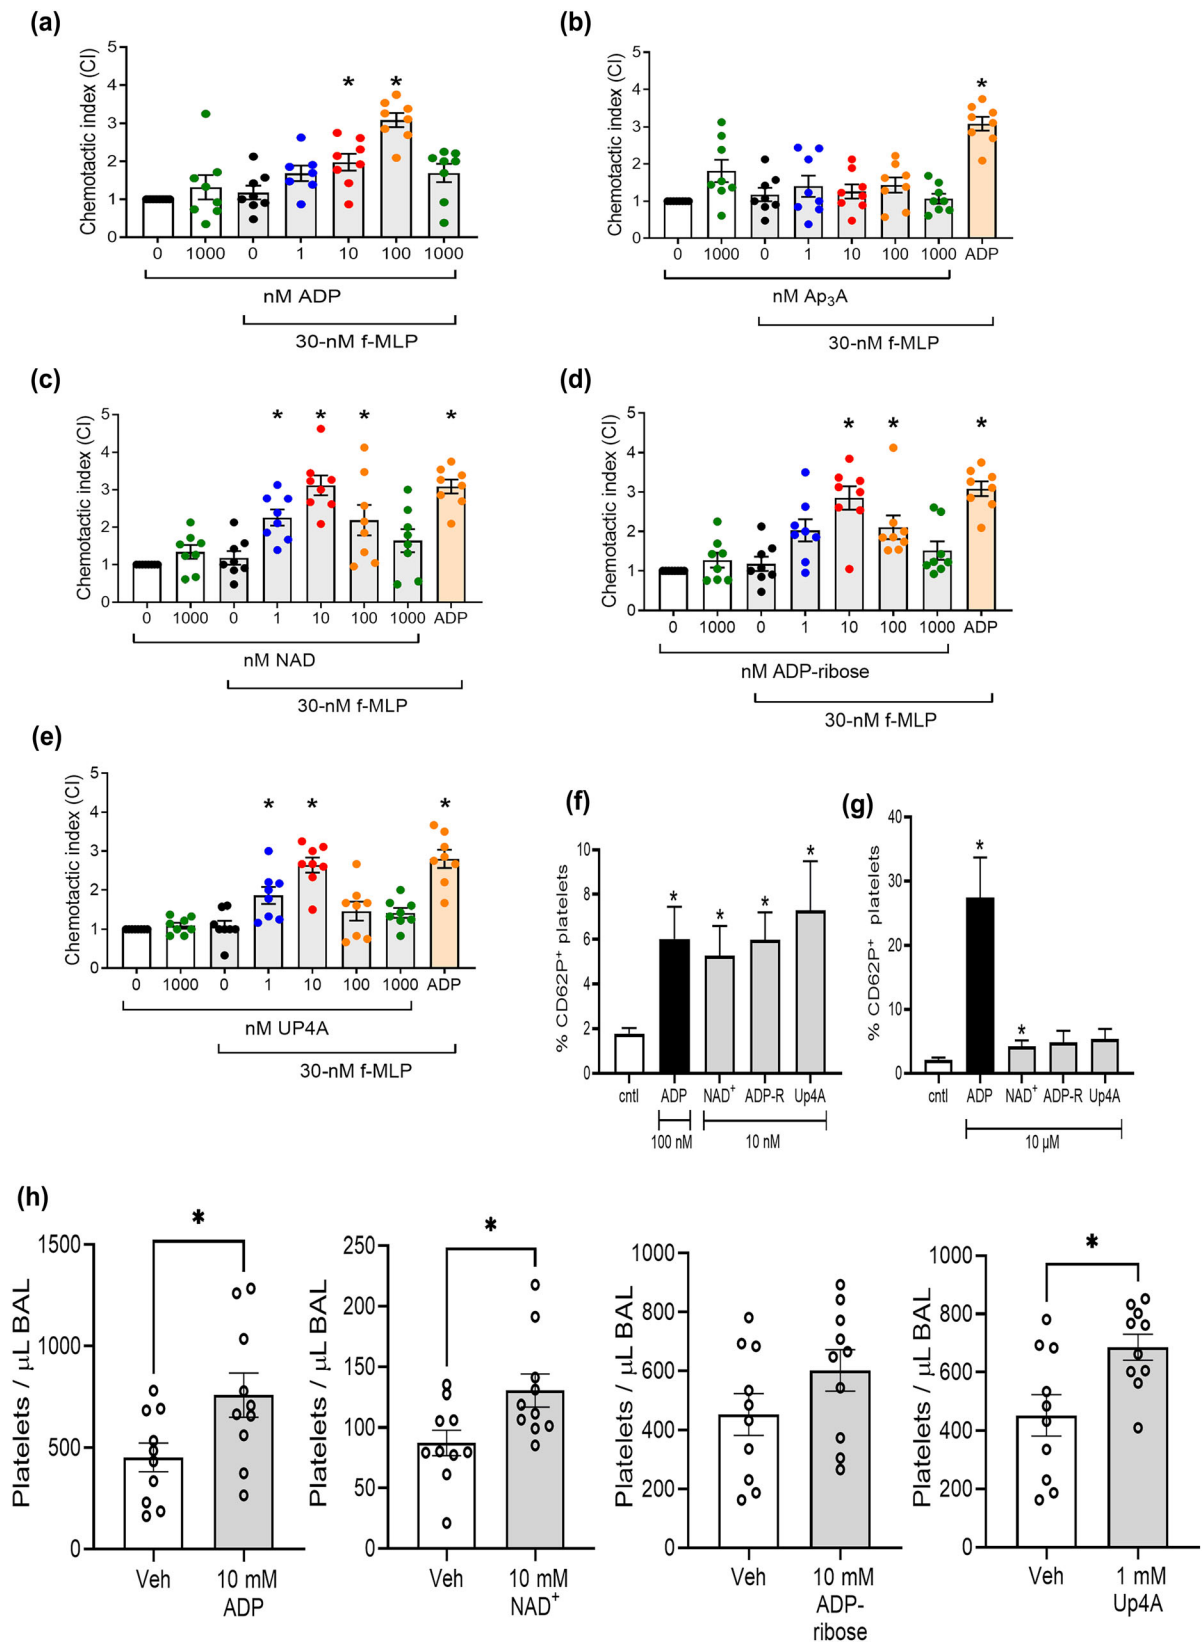 (a)
Chemotactic index (CI)
5
4
3
2
1
0
* *
0 1000 0 1 10 100 1000
nM ADP
30-nM f-MLP
(b)
Chemotactic index (CI)
5
4
3
2
1
0
*
0 1000 0 1 10 100 1000 ADP
nM Ap₃A
30-nM f-MLP
(c)
Chemotactic index (CI)
5
4
3
2
1
0
* * * *
0 1000 0 1 10 100 1000 ADP
nM NAD
30-nM f-MLP
(d)
Chemotactic index (CI)
5
4
3
2
1
0
* * *
0 1000 0 1 10 100 1000 ADP
nM ADP-ribose
30-nM f-MLP
(e)
Chemotactic index (CI)
5
4
3
2
1
0
* * *
0 1000 0 1 10 100 1000 ADP
nM UP4A
30-nM f-MLP
(f)
% CD62P⁺ platelets
10
8
6
4
2
0
* * * *
cntl ADP NAD⁺ ADP-R Up4A
100 nM 10 nM
(g)
% CD62P⁺ platelets
40
30
20
10
0
* *
cntl ADP NAD⁺ ADP-R Up4A
10 µM
(h)
Platelets / µL BAL
1500
1000
500
0
*
Veh 10 mM
ADP
Platelets / µL BAL
250
200
150
100
50
0
*
Veh 10 mM
NAD⁺
Platelets / µL BAL
1000
800
600
400
200
0
Veh 10 mM
ADP-
ribose
Platelets / µL BAL
1000
800
600
400
200
0
*
Veh 1 mM
Up4A